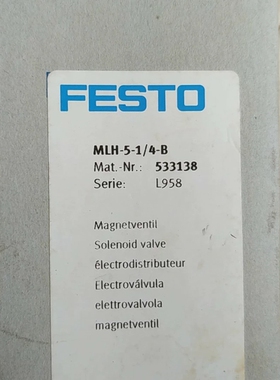 FESTO
MLH-5-1/4-B
Mat.-Nr.: 533138
Serie: L958
Magnetventil
Solenoid valve
électrodistributeur
Electroválvula
elettrovalvola
magnetventil